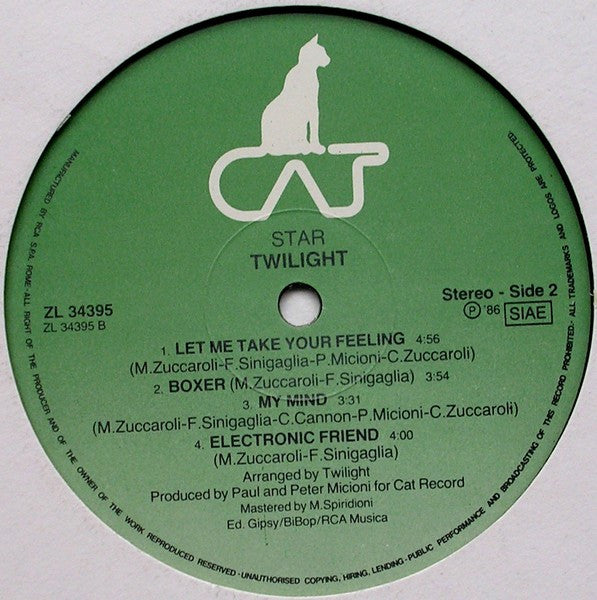 CAT
STAR
TWILIGHT
ZL 34395
ZL 34395 B
Stereo - Side 2
Ⓟ '86 SIAE
1. LET ME TAKE YOUR FEELING 4:56
(M.Zuccaroli-F.Sinigaglia-P.Micioni-C.Zuccaroli)
2. BOXER (M.Zuccaroli-F.Sinigaglia) 3:54
3. MY MIND 3:31
(M.Zuccaroli-F.Sinigaglia-C.Cannon-P.Micioni-C.Zuccaroli)
4. ELECTRONIC FRIEND 4:00
(M.Zuccaroli-F.Sinigaglia)
Arranged by Twilight
Produced by Paul and Peter Micioni for Cat Record
Mastered by M.Spiridioni
Ed. Gipsy/BiBop/RCA Musica
MANUFACTURED BY RCA S.P.A. ROME - ALL RIGHT OF THE PRODUCER AND OF THE OWNER OF THE WORK REPRODUCED RESERVED - UNAUTHORISED COPYING, HIRING, LENDING - PUBLIC PERFORMANCE AND BROADCASTING OF THIS RECORD PROHIBITED - ALL TRADEMARKS AND LOGOS ARE PROTECTED.